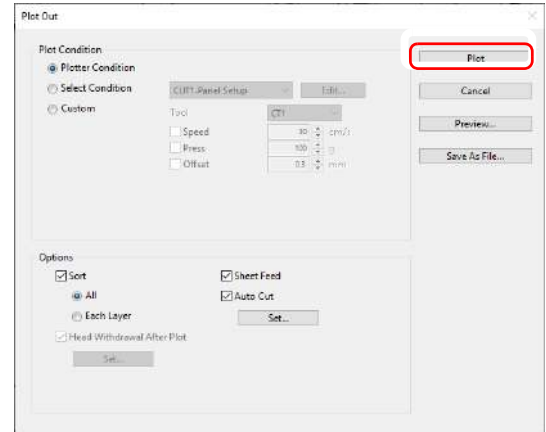 Plot Out
Plot Condition
Plotter Condition
Select Condition
CUT1-Panel Setup
Edit...
Custom
Tool
CT1
Speed
30
cm/s
Press
100
g
Offset
0.3
mm
Plot
Cancel
Preview...
Save As File...
Options
Sort
All
Each Layer
Head Withdrawal After Plot
Set...
Sheet Feed
Auto Cut
Set...